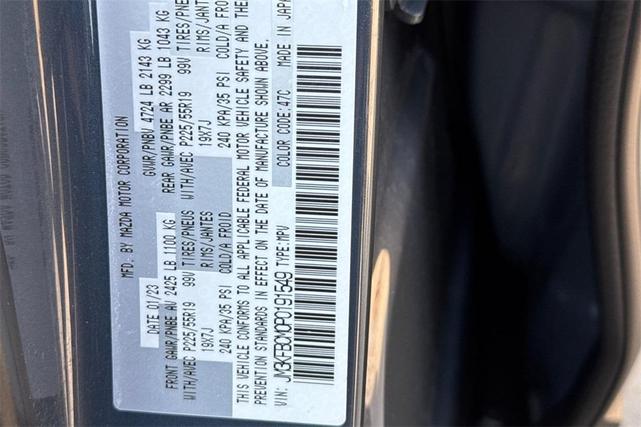 MFD. BY MAZDA MOTOR CORPORATION
DATE 01/23 GVWR/PNBV 4724 LB 2143 KG
FRONT GAWR/PNBE AV 2425 LB 1100 KG REAR GAWR/PNBE AR 2299 LB 1043 KG
WITH/AVEC P225/55R19 99V TIRES/PNEUS WITH/AVEC P225/55R19 99V TIRES/PNE
19X7J RIMS/JANTES 19X7J RIMS/JANT
240 KPA/35 PSI COLD/A FROID 240 KPA/35 PSI COLD/A FRO
THIS VEHICLE CONFORMS TO ALL APPLICABLE FEDERAL MOTOR VEHICLE SAFETY AND THE
PREVENTION STANDARDS IN EFFECT ON THE DATE OF MANUFACTURE SHOWN ABOVE.
VIN: JM3KFBCM0P0191549 TYPE:MPV COLOR CODE:47C MADE IN JAPA